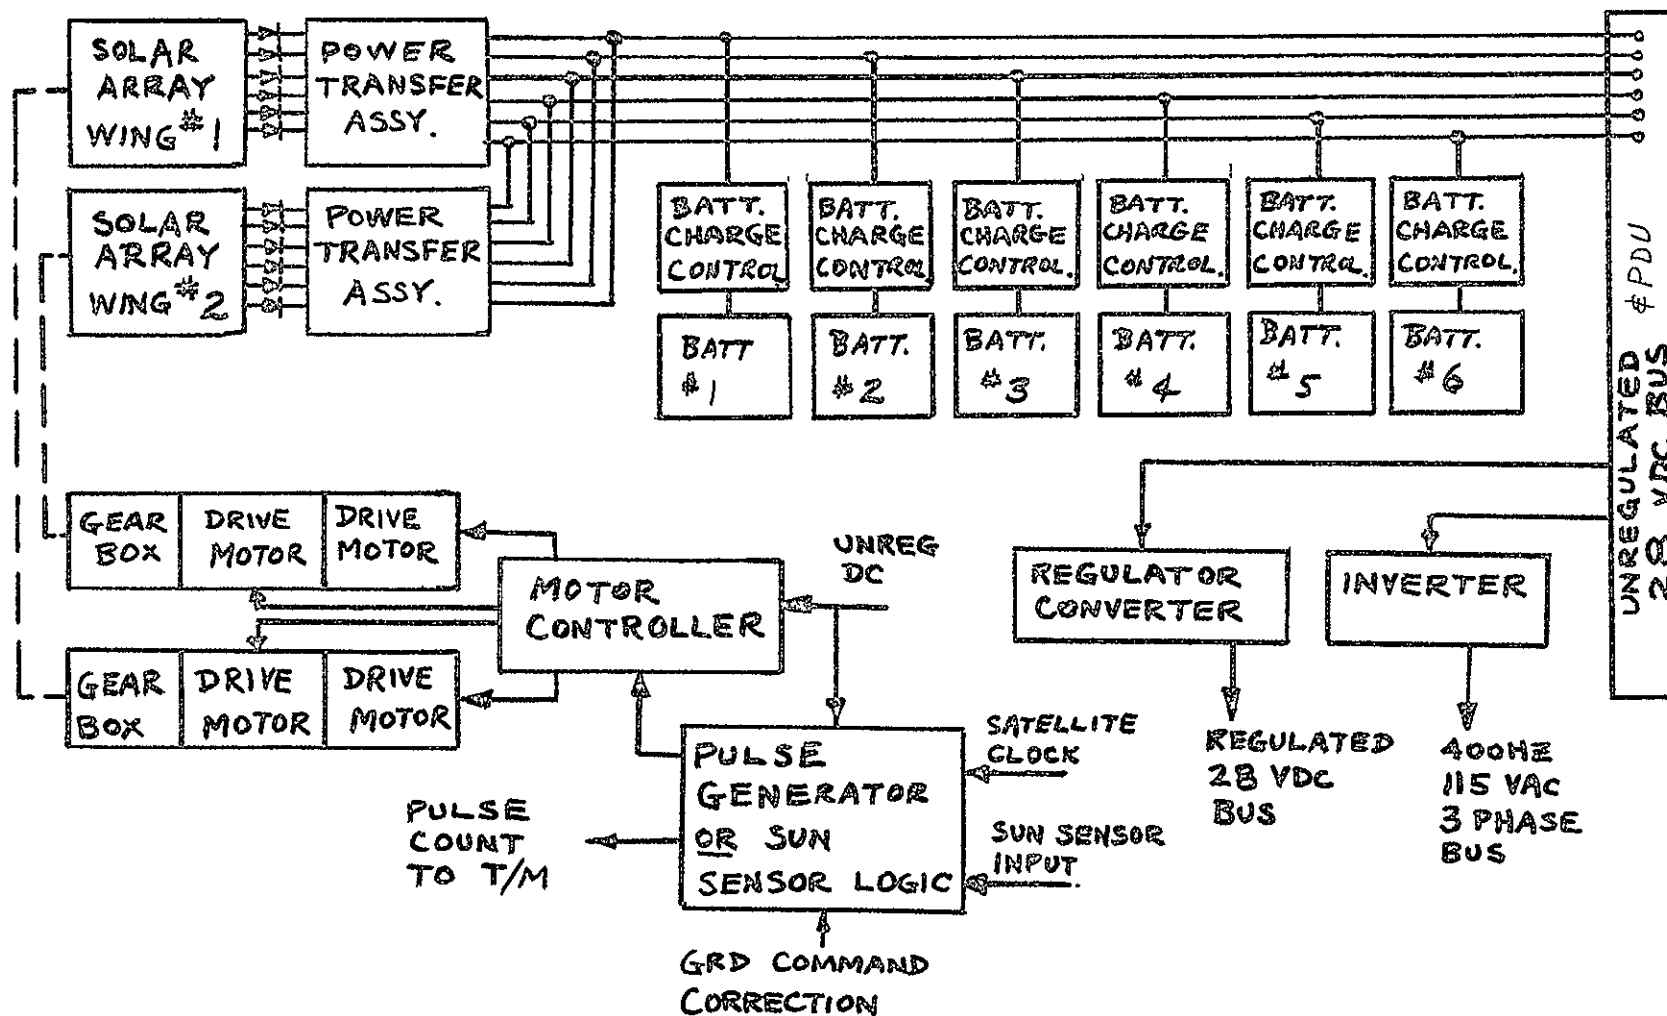 SOLAR
ARRAY
WING #1
POWER
TRANSFER
ASSY.
SOLAR
ARRAY
WING #2
POWER
TRANSFER
ASSY.
BATT.
CHARGE
CONTROL
BATT.
CHARGE
CONTROL.
BATT.
CHARGE
CONTROL.
BATT.
CHARGE
CONTROL.
BATT.
CHARGE
CONTROL.
BATT.
CHARGE
CONTROL.
BATT
#1
BATT.
#2
BATT.
#3
BATT.
#4
BATT.
#5
BATT.
#6
UNREGULATED & PDU
28 VDC BUS
GEAR
BOX
DRIVE
MOTOR
DRIVE
MOTOR
MOTOR
CONTROLLER
UNREG
DC
REGULATOR
CONVERTER
INVERTER
GEAR
BOX
DRIVE
MOTOR
DRIVE
MOTOR
PULSE
GENERATOR
OR SUN
SENSOR LOGIC
SATELLITE
CLOCK
SUN SENSOR
INPUT
REGULATED
28 VDC
BUS
400HZ
115 VAC
3 PHASE
BUS
PULSE
COUNT
TO T/M
GRD COMMAND
CORRECTION